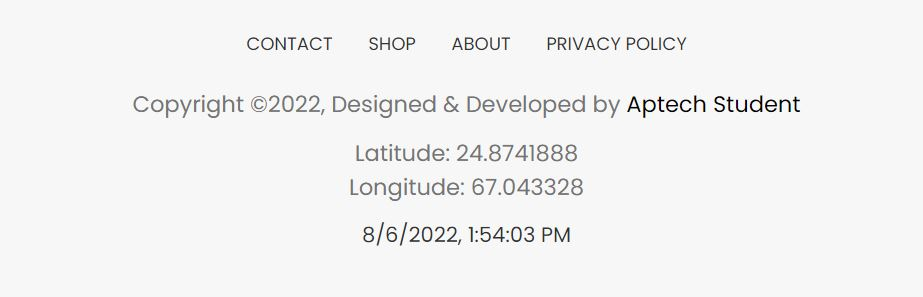 CONTACT SHOP ABOUT PRIVACY POLICY
Copyright ©2022, Designed & Developed by Aptech Student
Latitude: 24.8741888
Longitude: 67.043328
8/6/2022, 1:54:03 PM